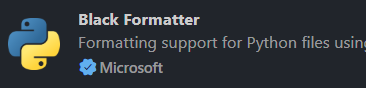 Black Formatter
Formatting support for Python files using
Microsoft